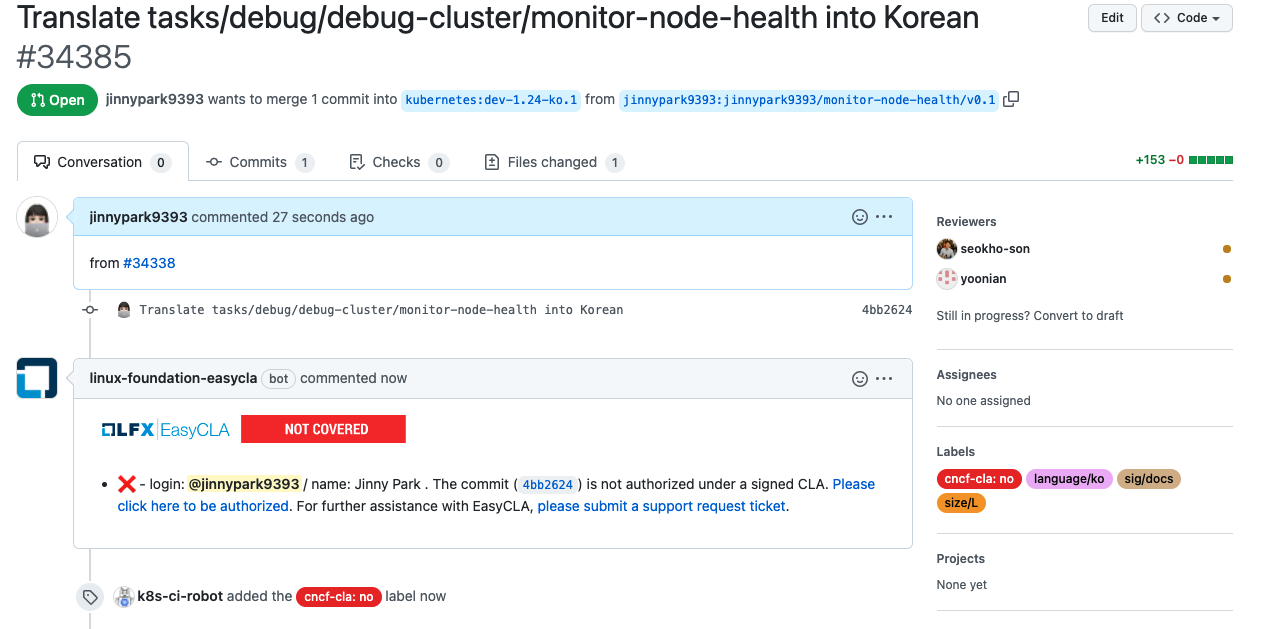 Translate tasks/debug/debug-cluster/monitor-node-health into Korean
#34385
Edit
Code
Open
jinnypark9393 wants to merge 1 commit into kubernetes:dev-1.24-ko.1 from jinnypark9393:jinnypark9393/monitor-node-health/v0.1
Conversation 0
Commits 1
Checks 0
Files changed 1
+153 −0
jinnypark9393 commented 27 seconds ago
from #34338
Translate tasks/debug/debug-cluster/monitor-node-health into Korean
4bb2624
linux-foundation-easycla bot commented now
LFX EasyCLA NOT COVERED
- login: @jinnypark9393 / name: Jinny Park . The commit ( 4bb2624 ) is not authorized under a signed CLA. Please
click here to be authorized. For further assistance with EasyCLA, please submit a support request ticket.
k8s-ci-robot added the cncf-cla: no label now
Reviewers
seokho-son
yoonian
Still in progress? Convert to draft
Assignees
No one assigned
Labels
cncf-cla: no language/ko sig/docs
size/L
Projects
None yet